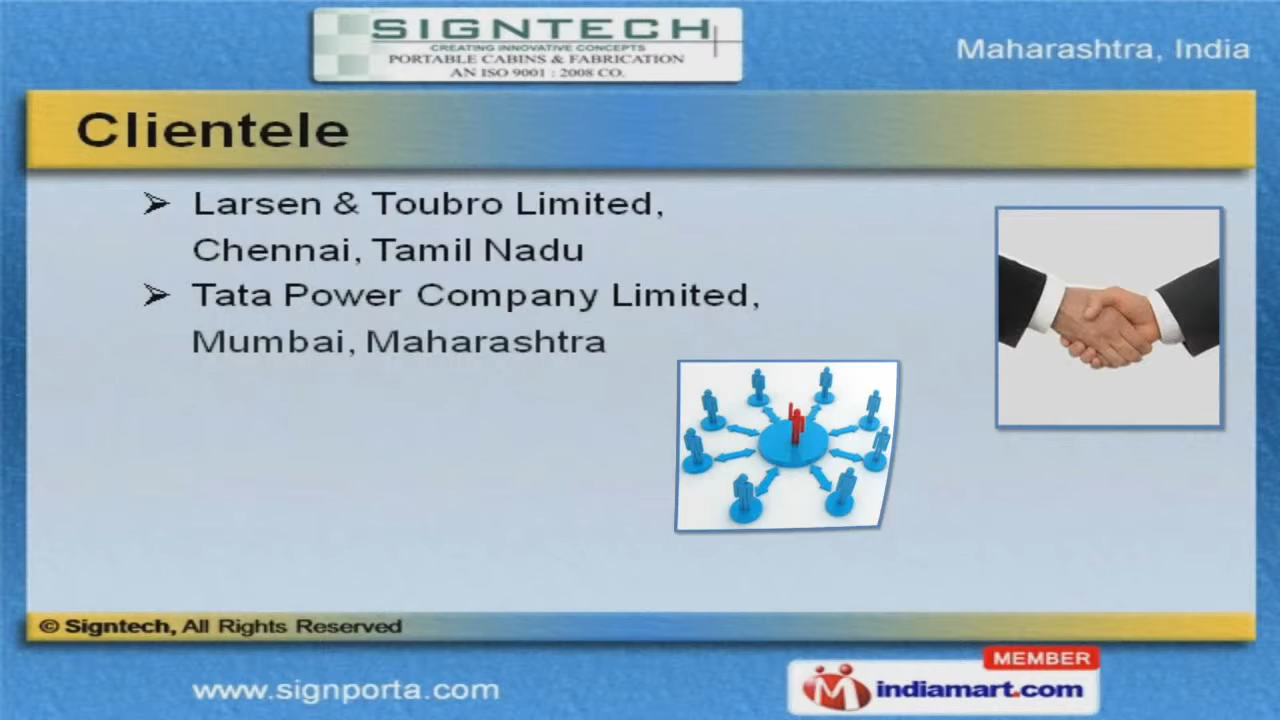 SIGNTECH
CREATING INNOVATIVE CONCEPTS
PORTABLE CABINS & FABRICATION
AN ISO 9001 : 2008 CO.
Maharashtra, India
Clientele
➢ Larsen & Toubro Limited,
Chennai, Tamil Nadu
➢ Tata Power Company Limited,
Mumbai, Maharashtra
© Signtech, All Rights Reserved
www.signporta.com
MEMBER
indiamart.com